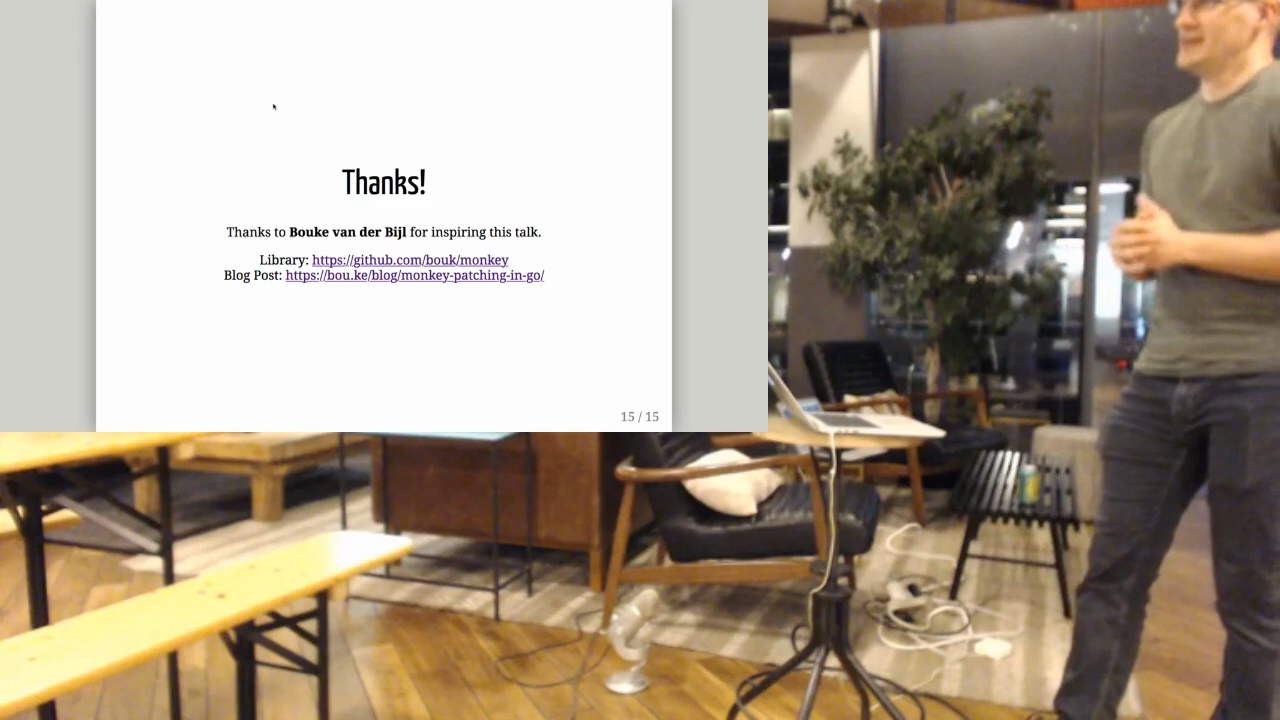 Thanks!
Thanks to Bouke van der Bijl for inspiring this talk.
Library: https://github.com/bouk/monkey
Blog Post: https://bou.ke/blog/monkey-patching-in-go/
15 / 15